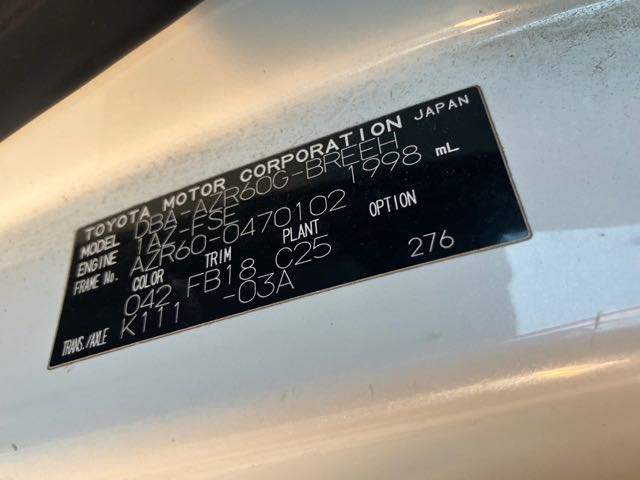 TOYOTA MOTOR CORPORATION JAPAN
MODEL DBA-AZR60G-BREEH
ENGINE 1AZ-FSE 1998 mL
FRAME No. AZR60-0470102
COLOR TRIM PLANT OPTION
042 FB18 C25 276
TRANS./AXLE K111 -03A